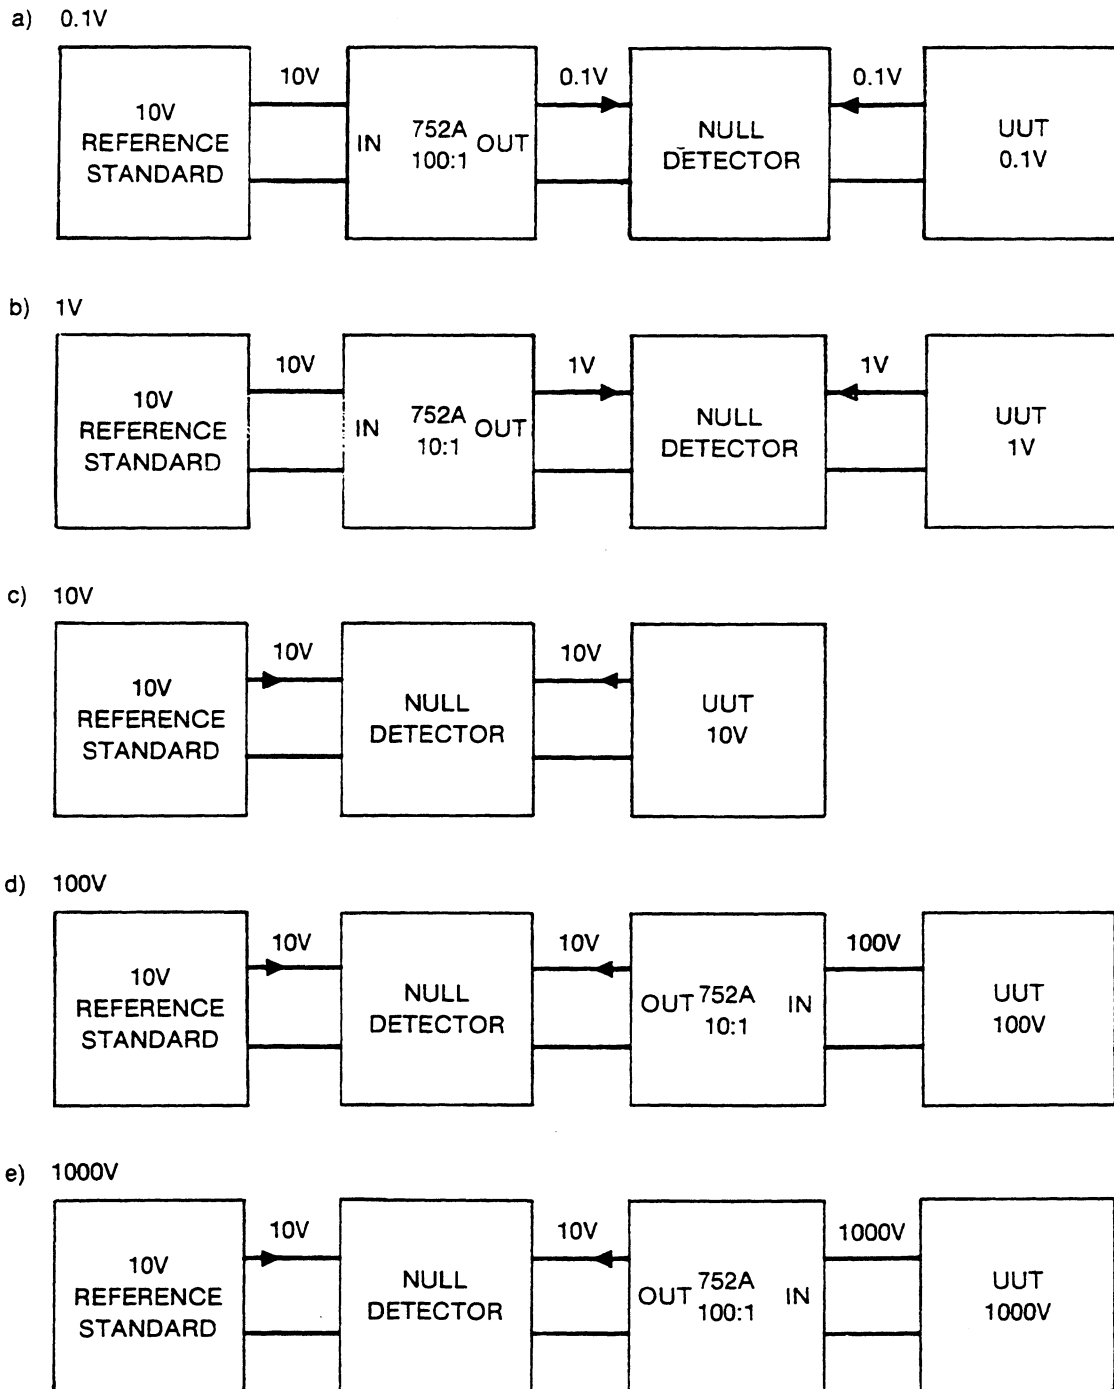 a) 0.1V
10V
0.1V
0.1V
10V
REFERENCE
STANDARD
IN
752A
100:1
OUT
NULL
DETECTOR
UUT
0.1V
b) 1V
10V
1V
1V
10V
REFERENCE
STANDARD
IN
752A
10:1
OUT
NULL
DETECTOR
UUT
1V
c) 10V
10V
10V
10V
REFERENCE
STANDARD
NULL
DETECTOR
UUT
10V
d) 100V
10V
10V
100V
10V
REFERENCE
STANDARD
NULL
DETECTOR
OUT
752A
10:1
IN
UUT
100V
e) 1000V
10V
10V
1000V
10V
REFERENCE
STANDARD
NULL
DETECTOR
OUT
752A
100:1
IN
UUT
1000V